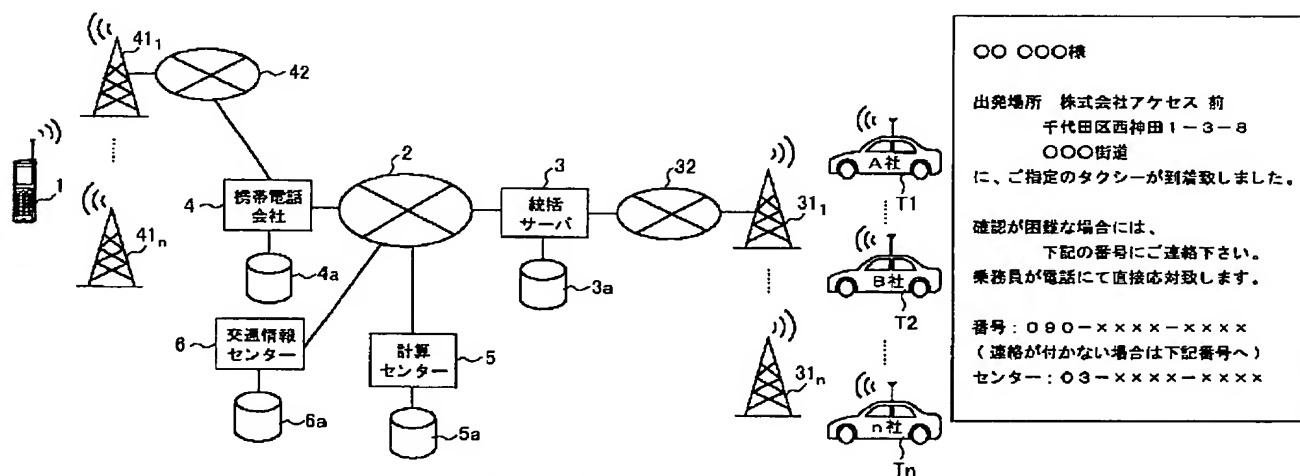 41₁
42
1
41ₙ
4
携帯電話
会社
4a
2
3
統括
サーバ
3a
32
31₁
31ₙ
6
交通情報
センター
6a
計算
センター
5
5a
A社
T1
B社
T2
n社
Tn
○○ ○○○様
出発場所 株式会社アケセス 前
千代田区西神田1-3-8
○○○街道
に、ご指定のタクシーが到着致しました。
確認が困難な場合には、
下記の番号にご連絡下さい。
乗務員が電話にて直接応対致します。
番号:090-××××-××××
(連絡が付かない場合は下記番号へ)
センター:03-××××-××××